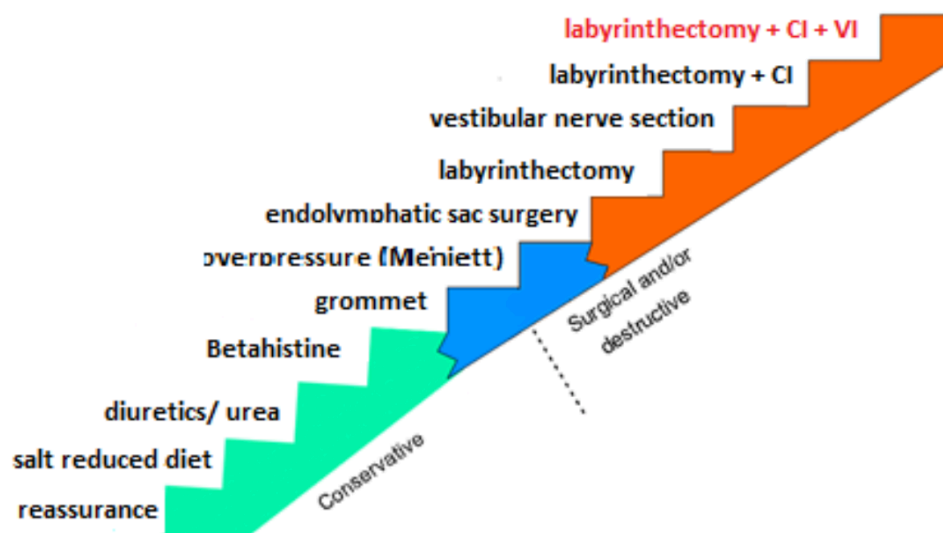 labyrinthectomy + CI + VI
labyrinthectomy + CI
vestibular nerve section
labyrinthectomy
endolymphatic sac surgery
overpressure (Meniett)
grommet
Betahistine
diuretics/ urea
salt reduced diet
reassurance
Surgical and/or
destructive
Conservative